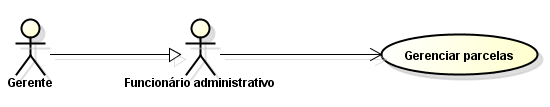 Gerente
Funcionário administrativo
Gerenciar parcelas